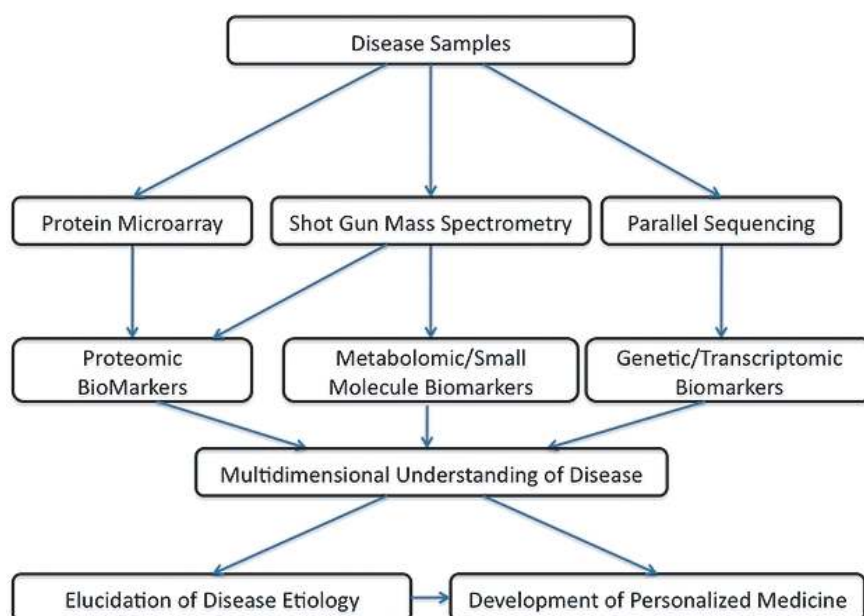 Disease Samples
Protein Microarray
Shot Gun Mass Spectrometry
Parallel Sequencing
Proteomic
BioMarkers
Metabolomic/Small
Molecule Biomarkers
Genetic/Transcriptomic
Biomarkers
Multidimensional Understanding of Disease
Elucidation of Disease Etiology
Development of Personalized Medicine